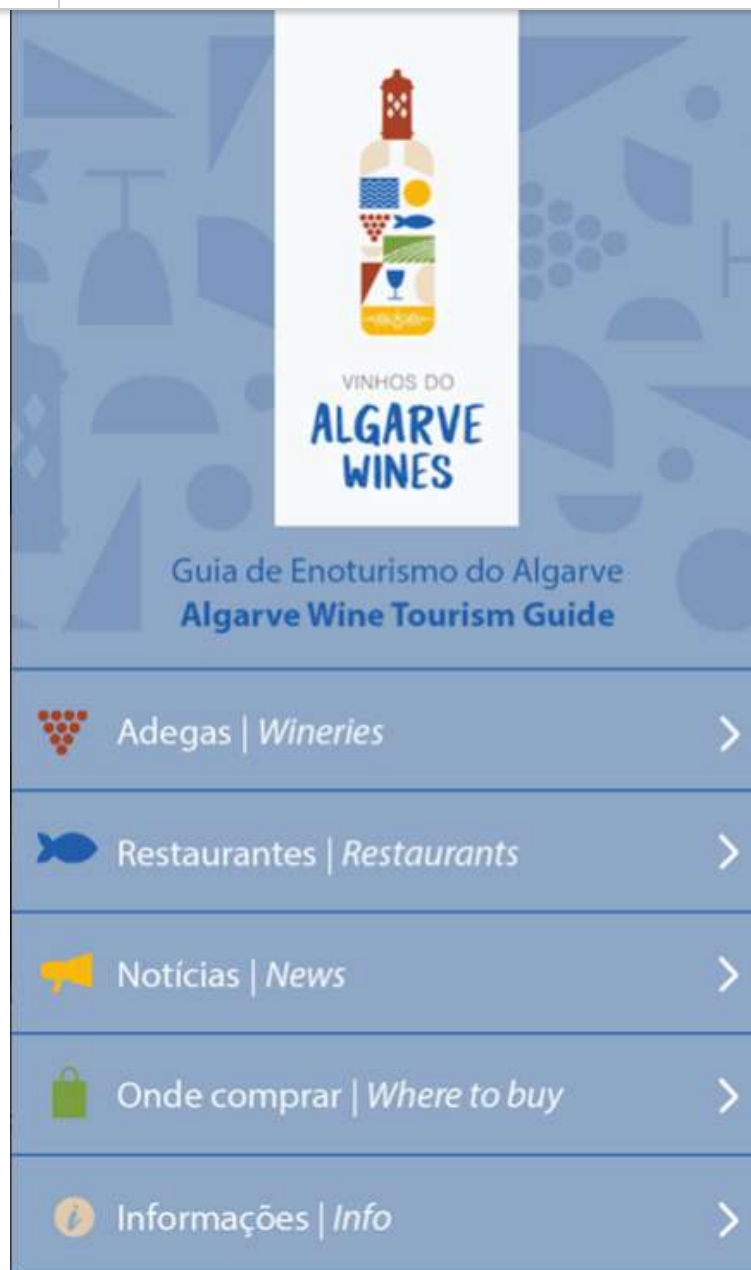 VINHOS DO
ALGARVE
WINES
Guia de Enoturismo do Algarve
Algarve Wine Tourism Guide
Adegas | Wineries
Restaurantes | Restaurants
Notícias | News
Onde comprar | Where to buy
i
Informações | Info